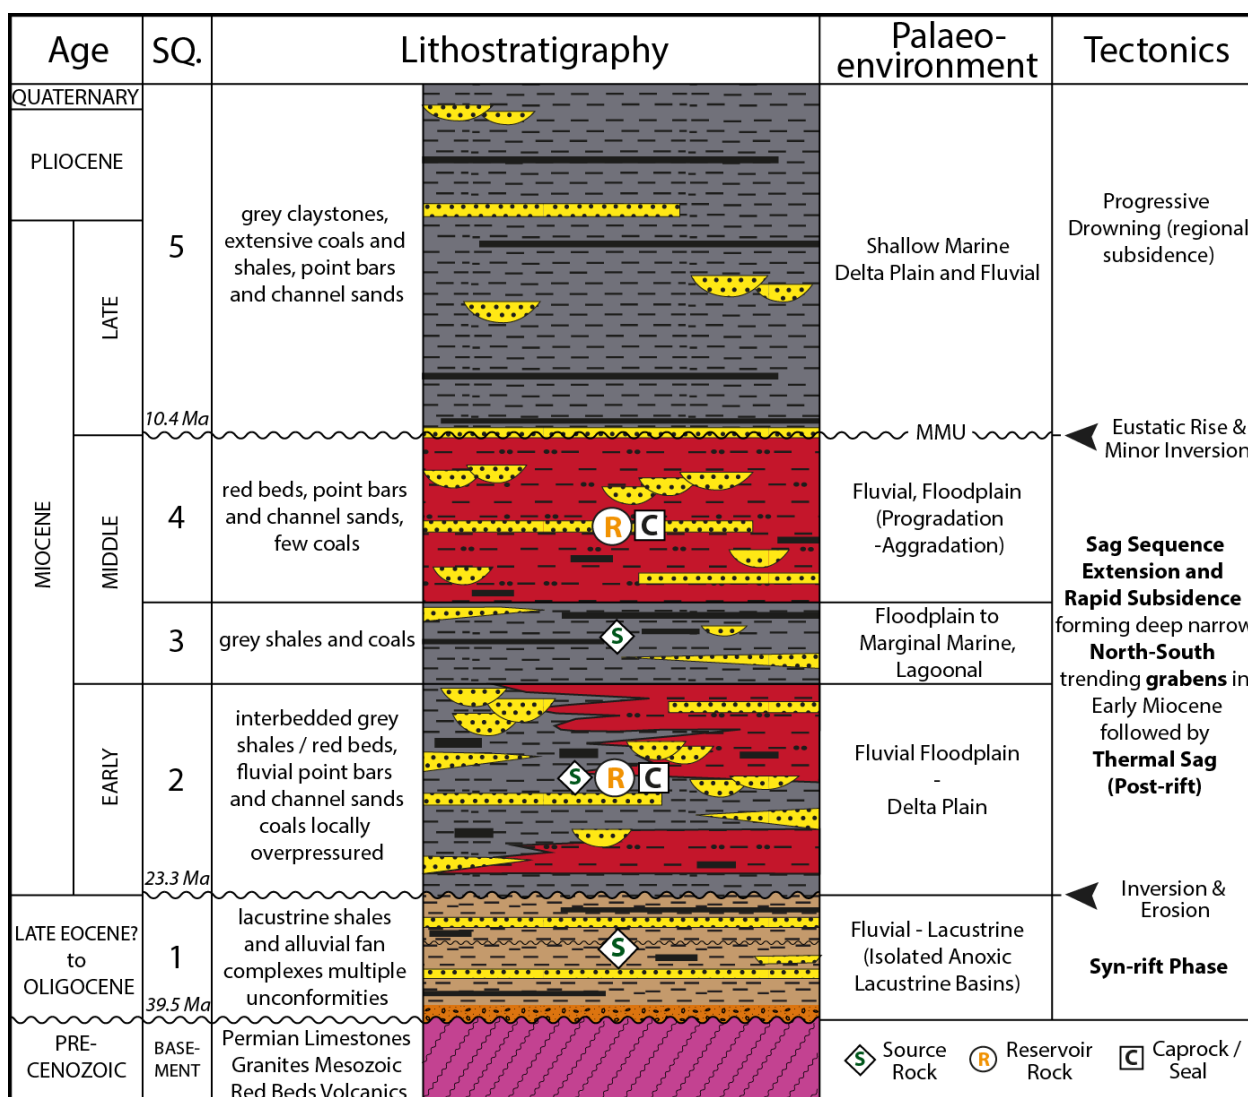 Age
SQ.
Lithostratigraphy
Palaeo-
environment
Tectonics
QUATERNARY
PLIOCENE
MIOCENE
LATE
5
10.4 Ma
grey claystones,
extensive coals and
shales, point bars
and channel sands
Shallow Marine
Delta Plain and Fluvial
Progressive
Drowning (regional
subsidence)
MMU
Eustatic Rise &
Minor Inversion
MIDDLE
4
red beds, point bars
and channel sands,
few coals
R
C
Fluvial, Floodplain
(Progradation
-Aggradation)
3
grey shales and coals
S
Floodplain to
Marginal Marine,
Lagoonal
Sag Sequence
Extension and
Rapid Subsidence
forming deep narrow
North-South
trending grabens in
Early Miocene
followed by
Thermal Sag
(Post-rift)
EARLY
2
23.3 Ma
interbedded grey
shales / red beds,
fluvial point bars
and channel sands
coals locally
overpressured
S
R
C
Fluvial Floodplain
-
Delta Plain
Inversion &
Erosion
LATE EOCENE?
to
OLIGOCENE
1
39.5 Ma
lacustrine shales
and alluvial fan
complexes multiple
unconformities
S
Fluvial - Lacustrine
(Isolated Anoxic
Lacustrine Basins)
Syn-rift Phase
PRE-
CENOZOIC
BASE-
MENT
Permian Limestones
Granites Mesozoic
Red Beds Volcanics
S
Source
Rock
R
Reservoir
Rock
C
Caprock /
Seal